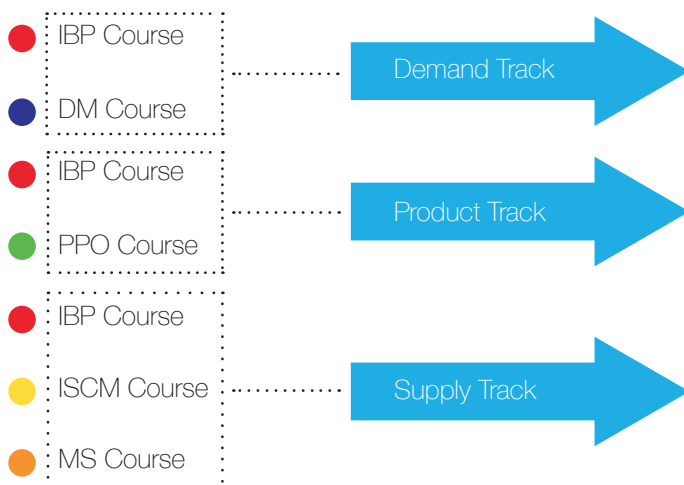 IBP Course
DM Course
Demand Track
IBP Course
PPO Course
Product Track
IBP Course
ISCM Course
MS Course
Supply Track